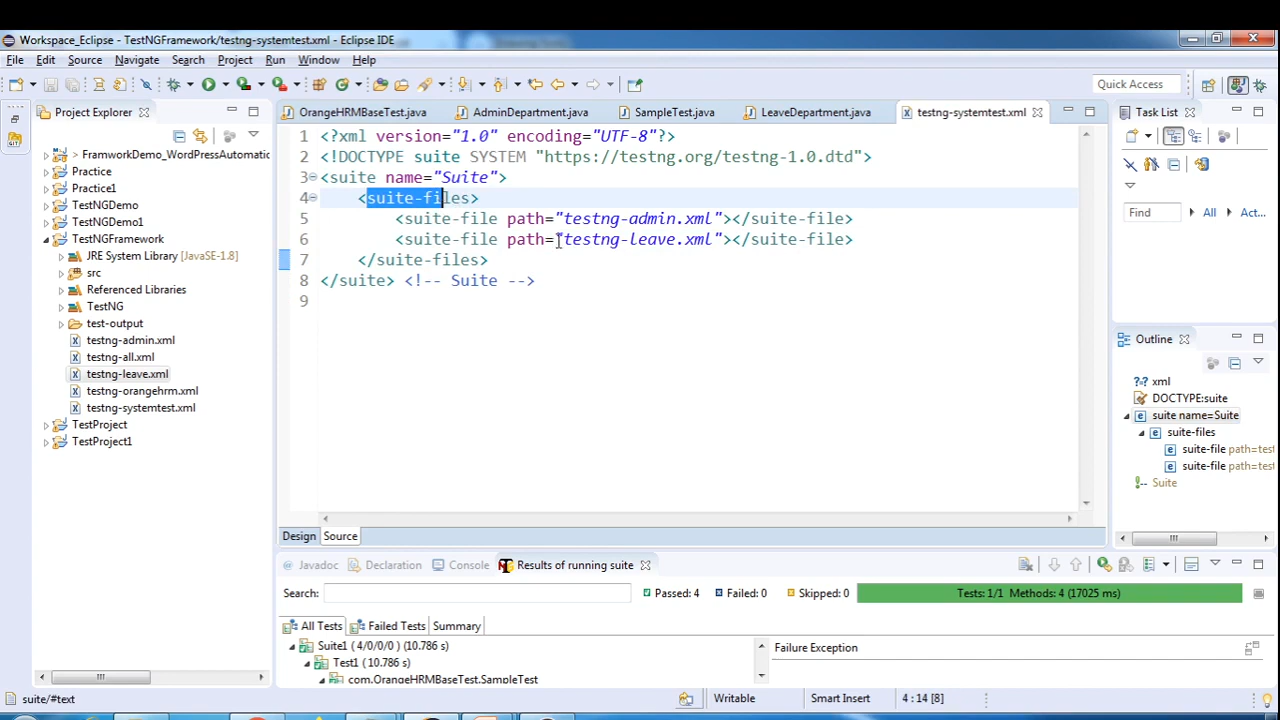 Workspace_Eclipse - TestNGFramework/testng-systemtest.xml - Eclipse IDE
File Edit Source Navigate Search Project Run Window Help
Quick Access
Project Explorer
> FramworkDemo_WordPressAutomatic
Practice
Practice1
TestNGDemo
TestNGDemo1
TestNGFramework
JRE System Library [JavaSE-1.8]
src
Referenced Libraries
TestNG
test-output
testng-admin.xml
testng-all.xml
testng-leave.xml
testng-orangehrm.xml
testng-systemtest.xml
TestProject
TestProject1
OrangeHRMBaseTest.java AdminDepartment.java SampleTest.java LeaveDepartment.java testng-systemtest.xml
1 <?xml version="1.0" encoding="UTF-8"?>
2 <!DOCTYPE suite SYSTEM "https://testng.org/testng-1.0.dtd">
3 <suite name="Suite">
4 <suite-files>
5 <suite-file path="testng-admin.xml"></suite-file>
6 <suite-file path="testng-leave.xml"></suite-file>
7 </suite-files>
8 </suite> <!-- Suite -->
9
Design Source
Task List
Find All Act...
Outline
xml
DOCTYPE:suite
suite name=Suite
suite-files
suite-file path=test
suite-file path=test
Suite
Javadoc Declaration Console Results of running suite
Search: Passed: 4 Failed: 0 Skipped: 0 Tests: 1/1 Methods: 4 (17025 ms)
All Tests Failed Tests Summary
Suite1 ( 4/0/0/0 ) (10.786 s)
Test1 ( 10.786 s)
com.OrangeHRMBaseTest.SampleTest
Failure Exception
suite/#text Writable Smart Insert 4 : 14 [8]